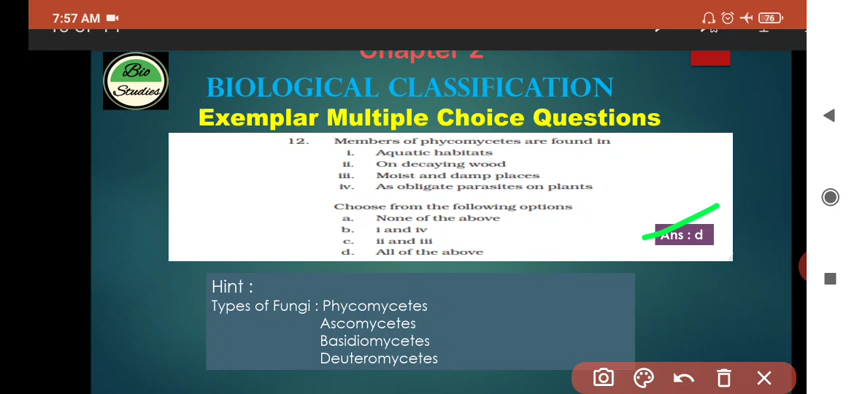 7:57 AM
76
Chapter 2
Bio
Studies
BIOLOGICAL CLASSIFICATION
Exemplar Multiple Choice Questions
12. Members of phycomycetes are found in
i. Aquatic habitats
ii. On decaying wood
iii. Moist and damp places
iv. As obligate parasites on plants
Choose from the following options
a. None of the above
b. i and iv
c. ii and iii
d. All of the above
Ans : d
Hint :
Types of Fungi : Phycomycetes
Ascomycetes
Basidiomycetes
Deuteromycetes